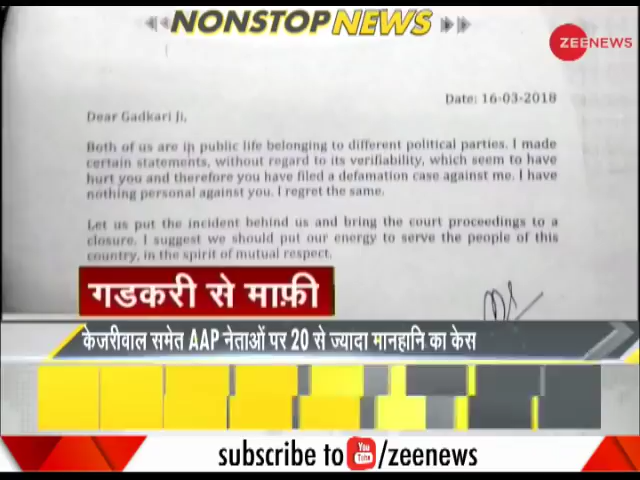 NONSTOP NEWS
ZEE NEWS
Date: 16-03-2018
Dear Gadkari Ji,
Both of us are in public life belonging to different political parties. I made
certain statements, without regard to its verifiability, which seem to have
hurt you and therefore you have filed a defamation case against me. I have
nothing personal against you. I regret the same.
Let us put the incident behind us and bring the court proceedings to a
closure. I suggest we should put our energy to serve the people of this
country, in the spirit of mutual respect.
गडकरी से माफ़ी
केजरीवाल समेत AAP नेताओं पर 20 से ज्यादा मानहानि का केस
subscribe to You Tube /zeenews